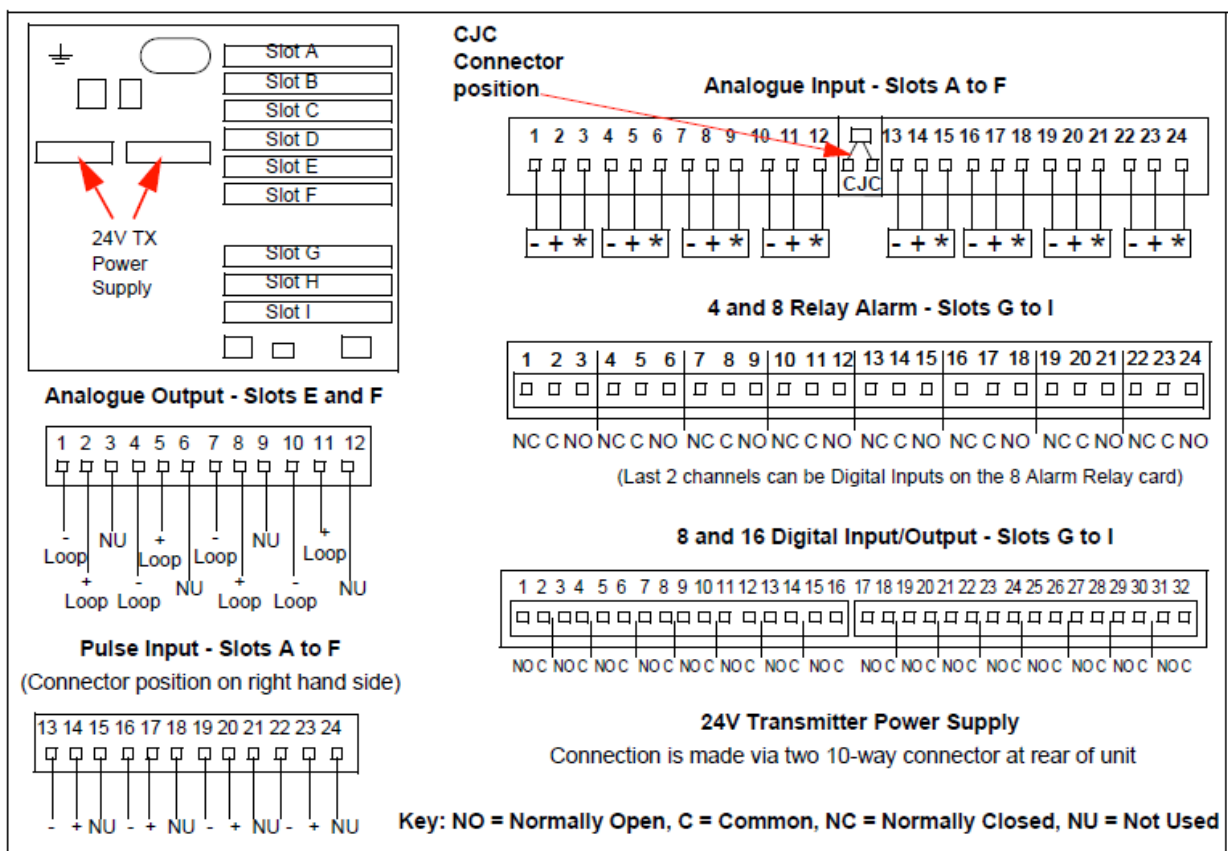 Slot A
Slot B
Slot C
Slot D
Slot E
Slot F
Slot G
Slot H
Slot I
24V TX
Power
Supply
CJC
Connector
position
Analogue Input - Slots A to F
1 2 3 4 5 6 7 8 9 10 11 12 13 14 15 16 17 18 19 20 21 22 23 24
CJC
- + * - + * - + * - + * - + * - + * - + * - + *
4 and 8 Relay Alarm - Slots G to I
1 2 3 4 5 6 7 8 9 10 11 12 13 14 15 16 17 18 19 20 21 22 23 24
NC C NO NC C NO NC C NO NC C NO NC C NO NC C NO NC C NO NC C NO
(Last 2 channels can be Digital Inputs on the 8 Alarm Relay card)
Analogue Output - Slots E and F
1 2 3 4 5 6 7 8 9 10 11 12
- NU + - NU +
Loop Loop Loop Loop
+ - NU + - NU
Loop Loop Loop Loop
8 and 16 Digital Input/Output - Slots G to I
1 2 3 4 5 6 7 8 9 10 11 12 13 14 15 16 17 18 19 20 21 22 23 24 25 26 27 28 29 30 31 32
NO C NO C NO C NO C NO C NO C NO C NO C NO C NO C NO C NO C NO C NO C NO C NO C
Pulse Input - Slots A to F
(Connector position on right hand side)
13 14 15 16 17 18 19 20 21 22 23 24
- + NU - + NU - + NU - + NU
24V Transmitter Power Supply
Connection is made via two 10-way connector at rear of unit
Key: NO = Normally Open, C = Common, NC = Normally Closed, NU = Not Used